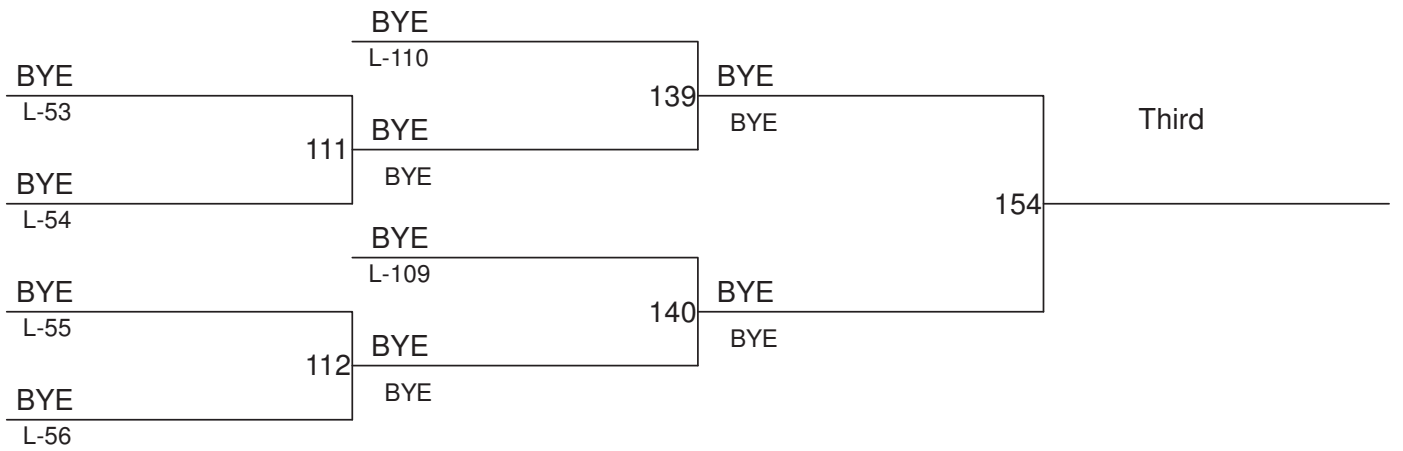 BYE
L-110
BYE
L-53
139
BYE
BYE
Third
111
BYE
BYE
BYE
L-54
154
BYE
L-109
BYE
L-55
140
BYE
BYE
112
BYE
BYE
BYE
L-56